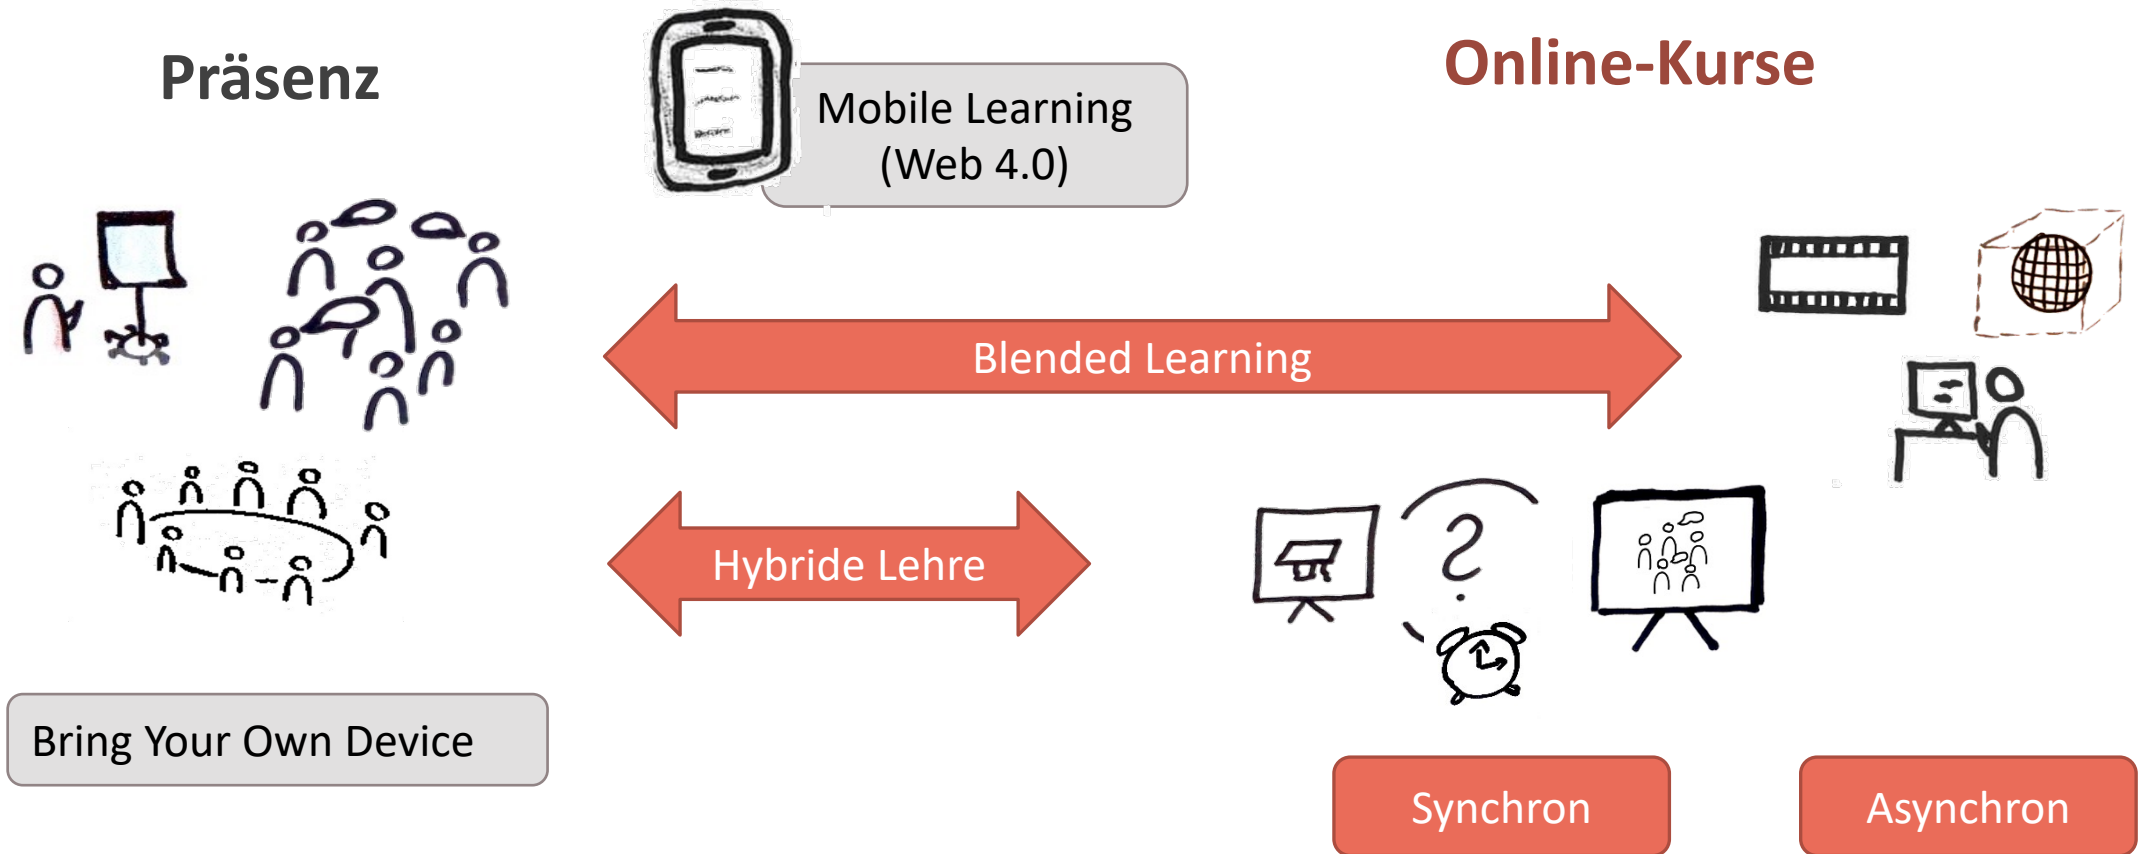 Präsenz
Mobile Learning
(Web 4.0)
Online-Kurse
Blended Learning
Hybride Lehre
?
Bring Your Own Device
Synchron
Asynchron